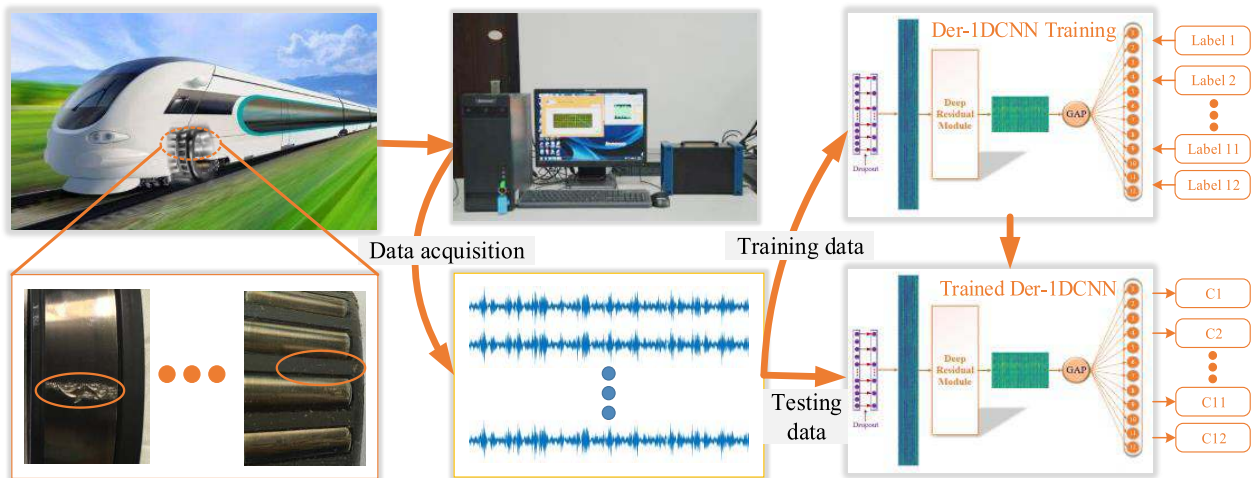 Der-1DCNN Training
Label 1
Label 2
Label 11
Label 12
Deep
Residual
Module
GAP
Dropout
Data acquisition
Training data
Testing
data
Trained Der-1DCNN
C1
C2
C11
C12
Deep
Residual
Module
GAP
Dropout